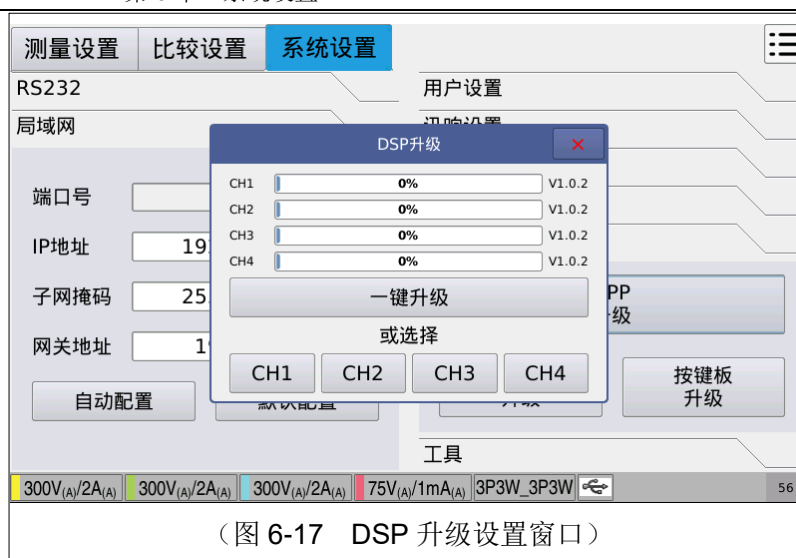 测量设置 比较设置 系统设置
RS232 用户设置
局域网
DSP升级
CH1 0% V1.0.2
端口号
CH2 0% V1.0.2
CH3 0% V1.0.2
IP地址 19
CH4 0% V1.0.2
子网掩码 25
一键升级
级
或选择
网关地址 1
CH1 CH2 CH3 CH4
按键板
升级
自动配置
工具
300V(A)/2A(A) 300V(A)/2A(A) 300V(A)/2A(A) 75V(A)/1mA(A) 3P3W_3P3W 56
（图 6-17 DSP 升级设置窗口）